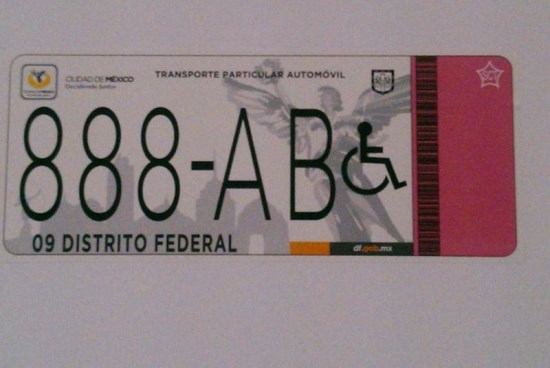 CIUDAD DE MÉXICO
Decidiendo Juntos
TRANSPORTE PARTICULAR AUTOMÓVIL
888-AB
09 DISTRITO FEDERAL
df.gob.mx